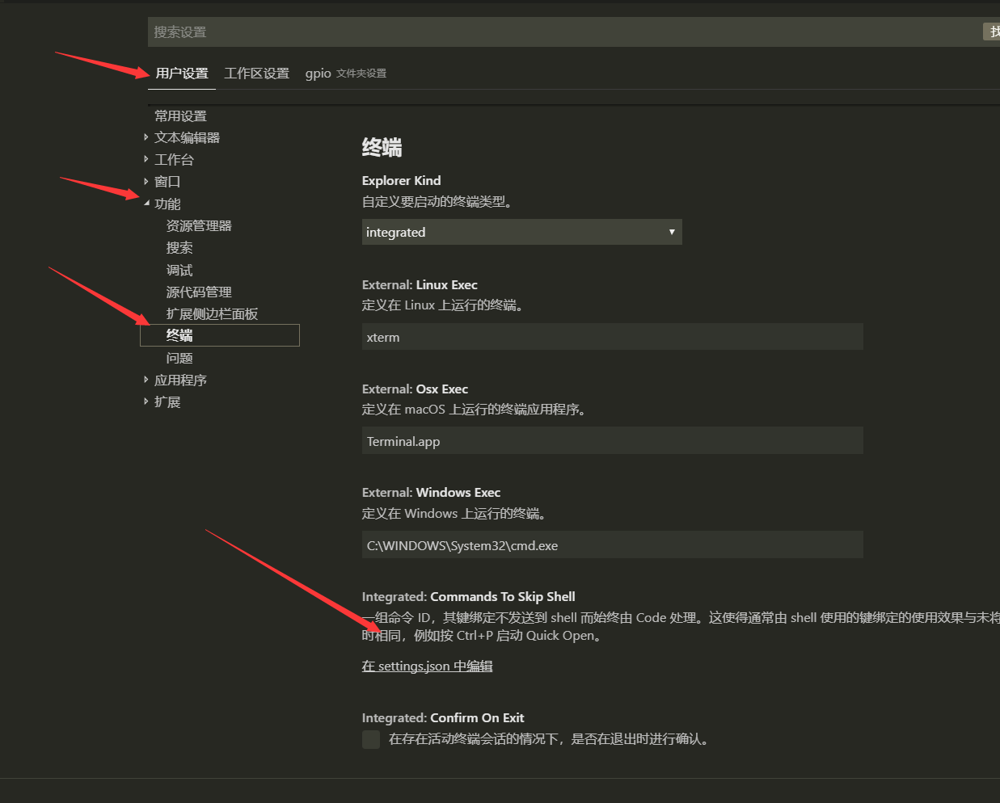 搜索设置
找
用户设置 工作区设置 gpio 文件夹设置
常用设置
文本编辑器
工作台
窗口
功能
资源管理器
搜索
调试
源代码管理
扩展侧边栏面板
终端
问题
应用程序
扩展
终端
Explorer Kind
自定义要启动的终端类型。
integrated
External: Linux Exec
定义在 Linux 上运行的终端。
xterm
External: Osx Exec
定义在 macOS 上运行的终端应用程序。
Terminal.app
External: Windows Exec
定义在 Windows 上运行的终端。
C:\WINDOWS\System32\cmd.exe
Integrated: Commands To Skip Shell
一组命令 ID，其键绑定不发送到 shell 而始终由 Code 处理。这使得通常由 shell 使用的键绑定的使用效果与未将
时相同，例如按 Ctrl+P 启动 Quick Open。
在 settings.json 中编辑
Integrated: Confirm On Exit
在存在活动终端会话的情况下，是否在退出时进行确认。